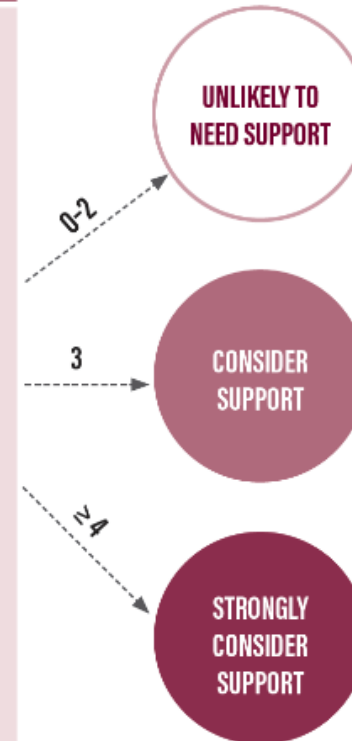 UNLIKELY TO
NEED SUPPORT
0-2
3
CONSIDER
SUPPORT
≥4
STRONGLY
CONSIDER
SUPPORT